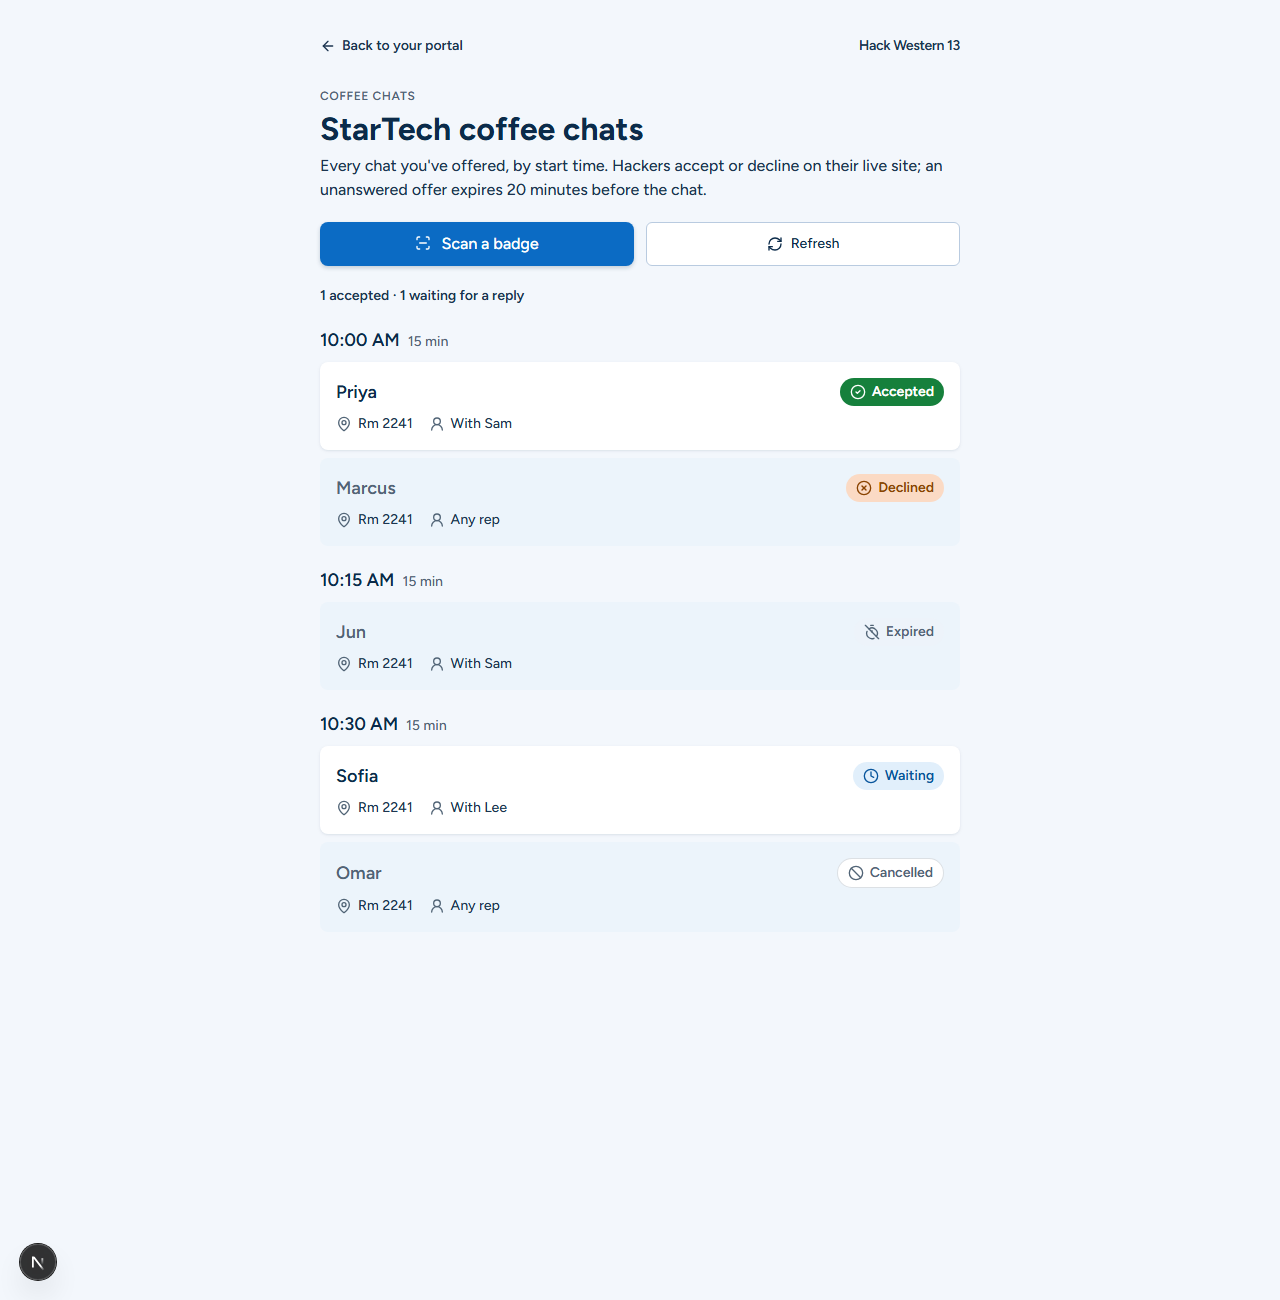 Back to your portal
Hack Western 13
COFFEE CHATS
StarTech coffee chats
Every chat you've offered, by start time. Hackers accept or decline on their live site; an
unanswered offer expires 20 minutes before the chat.
Scan a badge
Refresh
1 accepted · 1 waiting for a reply
10:00 AM 15 min
Priya
Accepted
Rm 2241 With Sam
Marcus
Declined
Rm 2241 Any rep
10:15 AM 15 min
Jun
Expired
Rm 2241 With Sam
10:30 AM 15 min
Sofia
Waiting
Rm 2241 With Lee
Omar
Cancelled
Rm 2241 Any rep
N